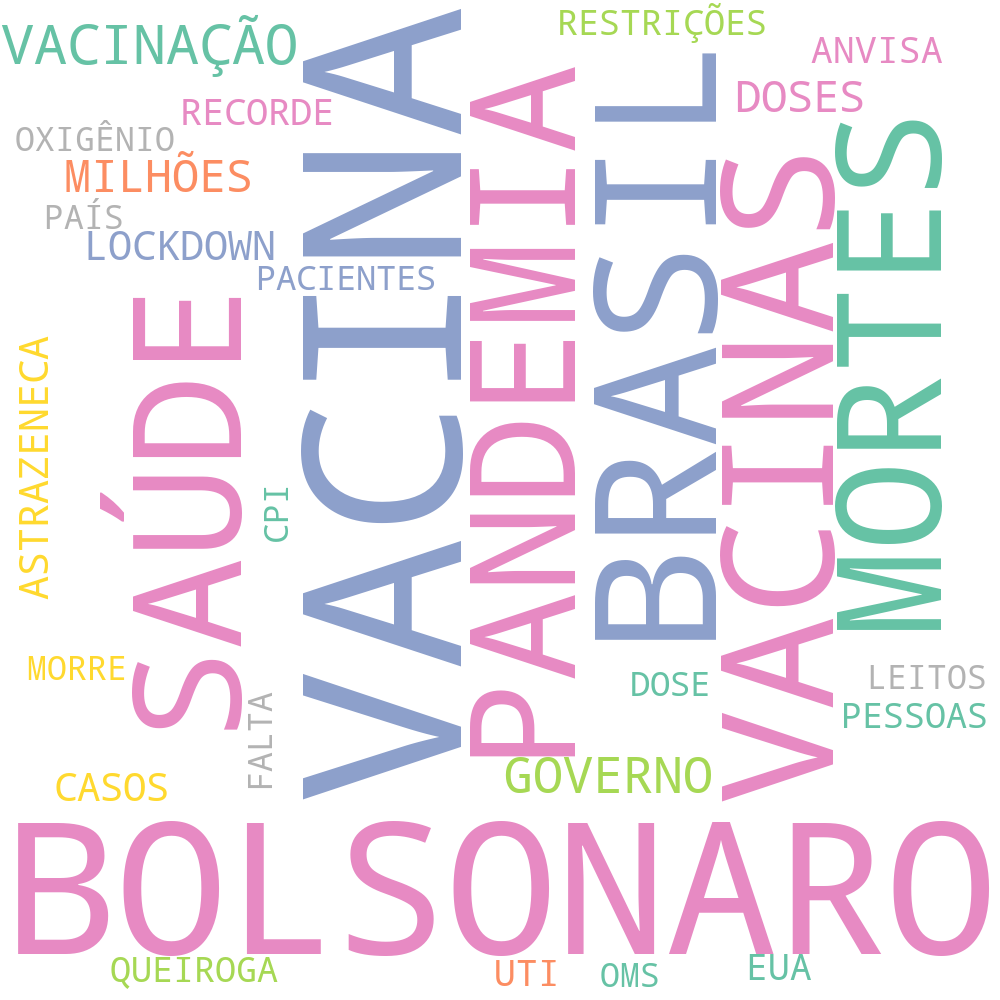 VACINAÇÃO
RESTRIÇÕES
ANVISA
RECORDE
DOSES
OXIGÊNIO
MILHÕES
PAÍS
LOCKDOWN
PACIENTES
ASTRAZENECA
SAÚDE
CPI
VACINA
PANDEMIA
BRASIL
VACINAS
MORTES
MORRE
FALTA
DOSE
LEITOS
PESSOAS
CASOS
GOVERNO
BOLSONARO
QUEIROGA
UTI
OMS
EUA